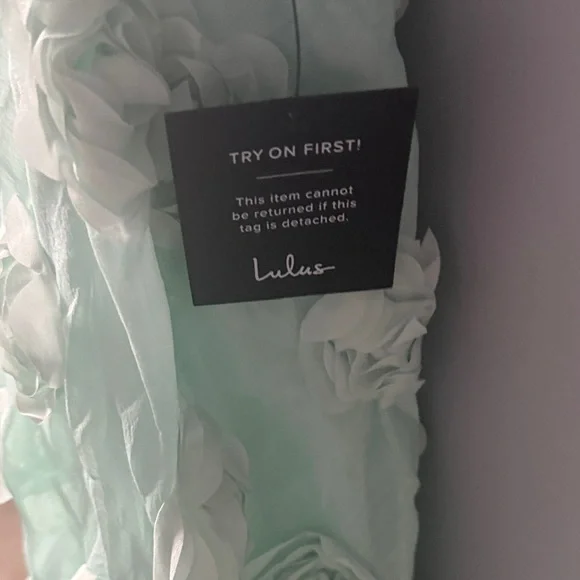 TRY ON FIRST!
This item cannot
be returned if this
tag is detached.
Lulus